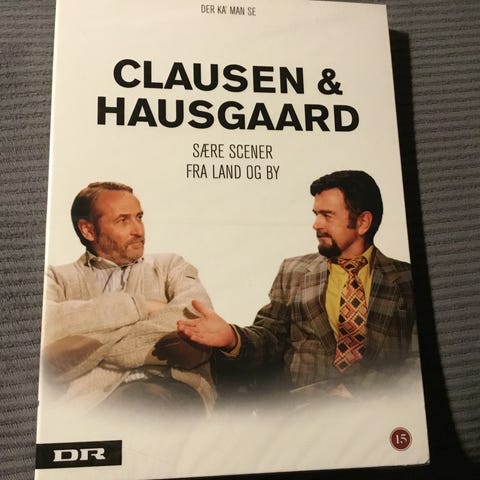 DER KA' MAN SE
CLAUSEN &
HAUSGAARD
SÆRE SCENER
FRA LAND OG BY
DR
15